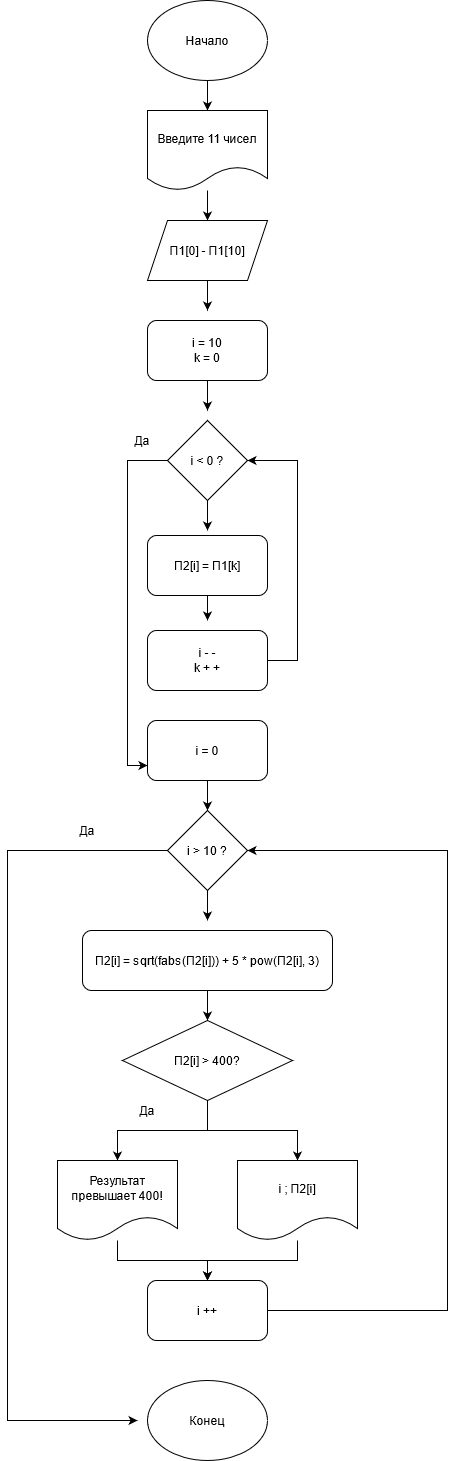 Начало
Введите 11 чисел
П1[0] - П1[10]
i = 10
k = 0
Да
i < 0 ?
П2[i] = П1[k]
i - -
k + +
i = 0
Да
i > 10 ?
П2[i] = sqrt(fabs(П2[i])) + 5 * pow(П2[i], 3)
П2[i] > 400?
Да
Результат
превышает 400!
i ; П2[i]
i ++
Конец